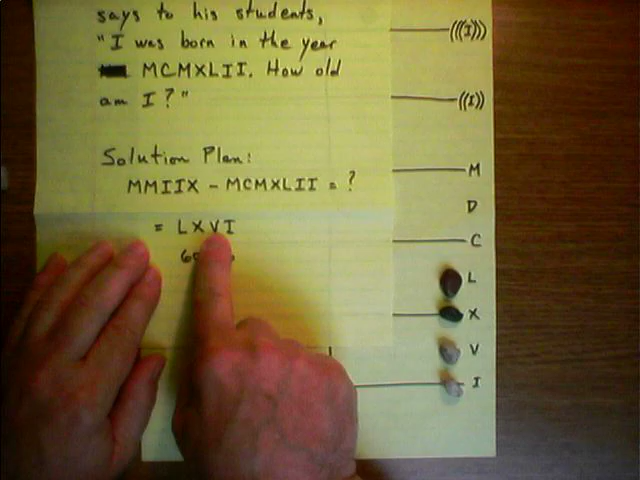 says to his students,
"I was born in the year
MCMXLII. How old
am I?"
Solution Plan:
MMIIX - MCMXLII = ?
= LXVI
(((I)))
((I))
M
D
C
L
X
V
I